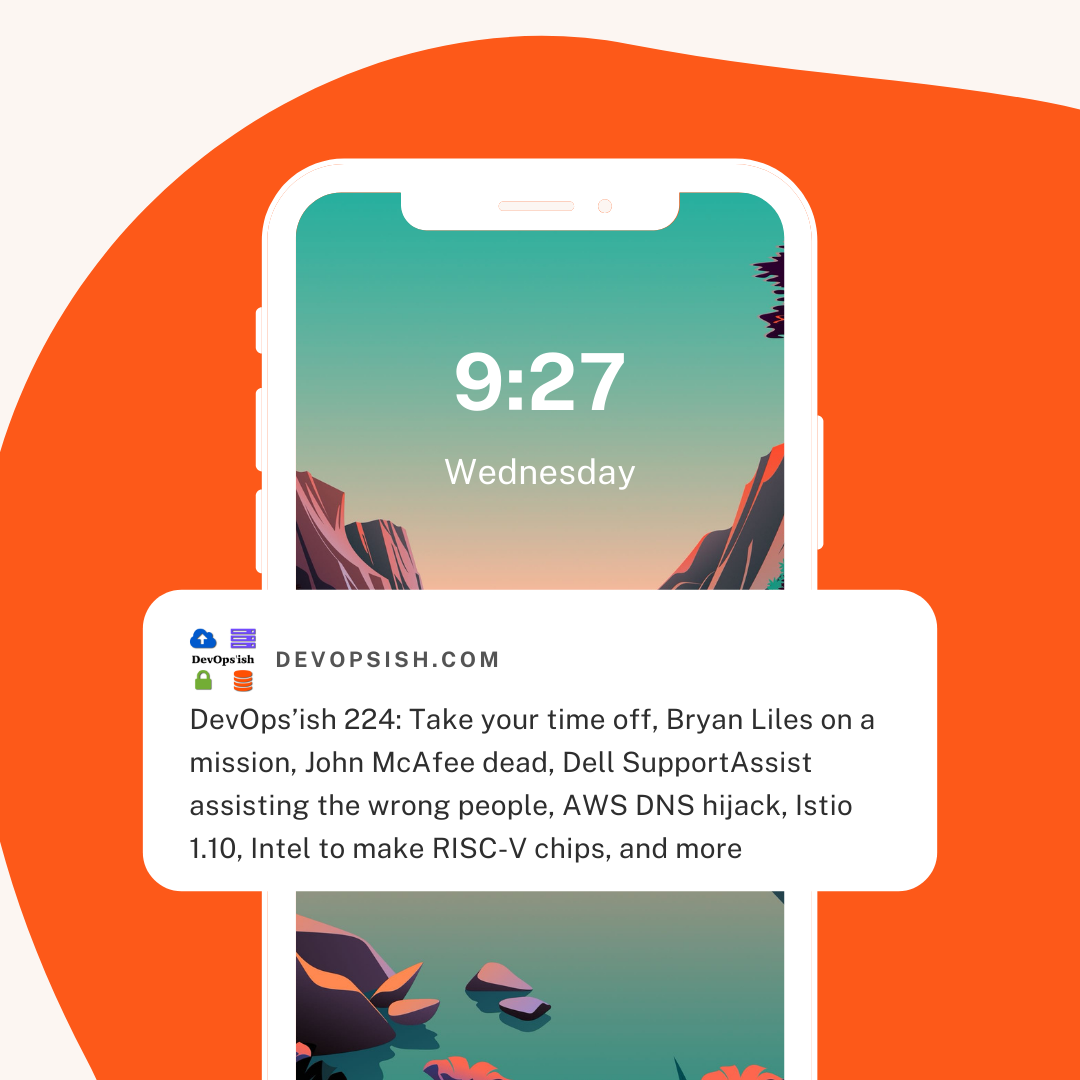 9:27
Wednesday
DevOps'ish
DEVOPSISH.COM
DevOps’ish 224: Take your time off, Bryan Liles on a
mission, John McAfee dead, Dell SupportAssist
assisting the wrong people, AWS DNS hijack, Istio
1.10, Intel to make RISC-V chips, and more